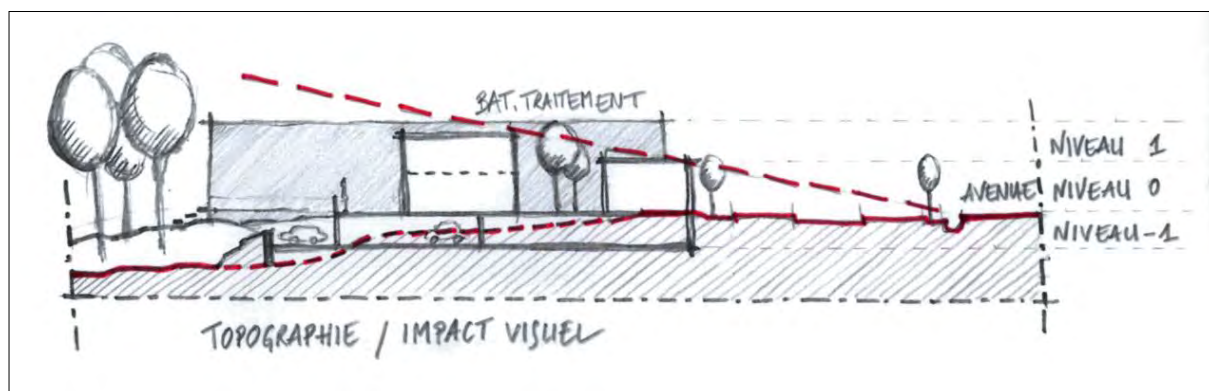 BAT. TRAITEMENT
NIVEAU 1
AVENUE NIVEAU 0
NIVEAU -1
TOPOGRAPHIE / IMPACT VISUEL